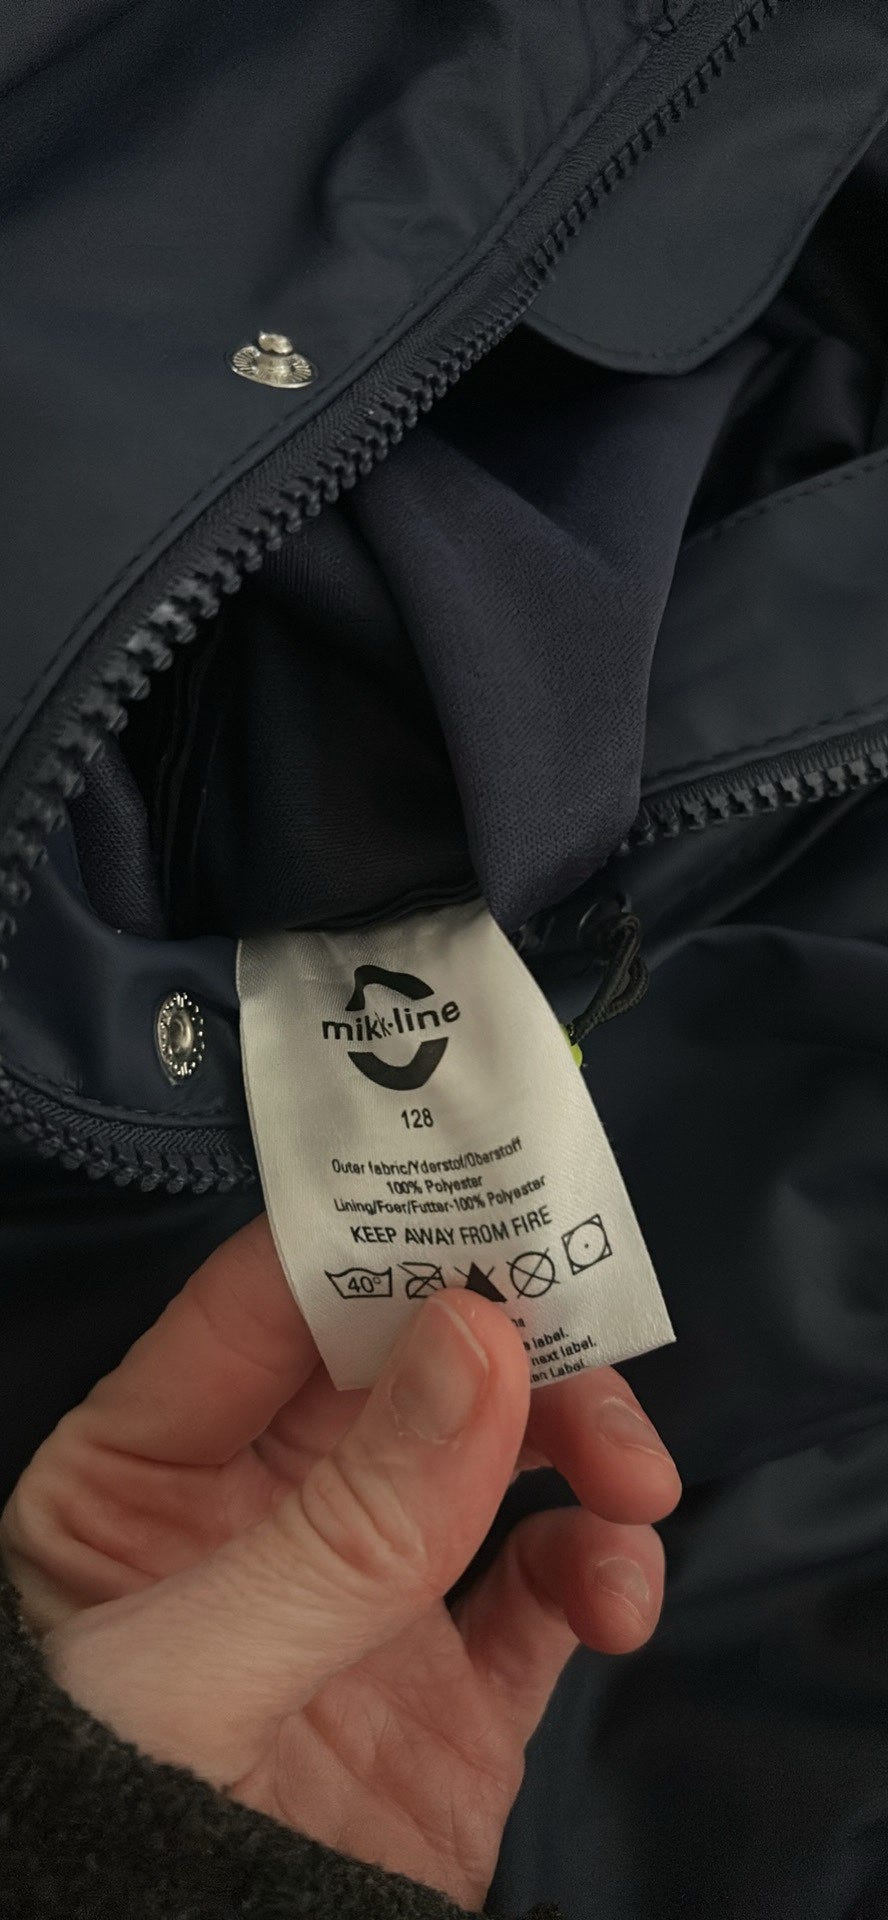 mikk-line
128
Outer fabric/Yderstof/Oberstoff
100% Polyester
Lining/Foer/Futter-100% Polyester
KEEP AWAY FROM FIRE
40°
label.
next label.
Label